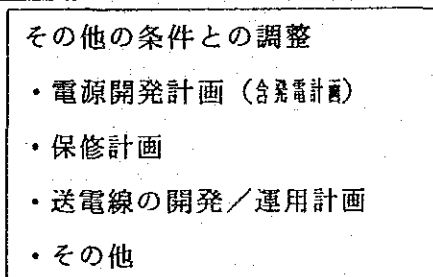 その他の条件との調整
・電源開発計画（含発電計画）
・保修計画
・送電線の開発／運用計画
・その他